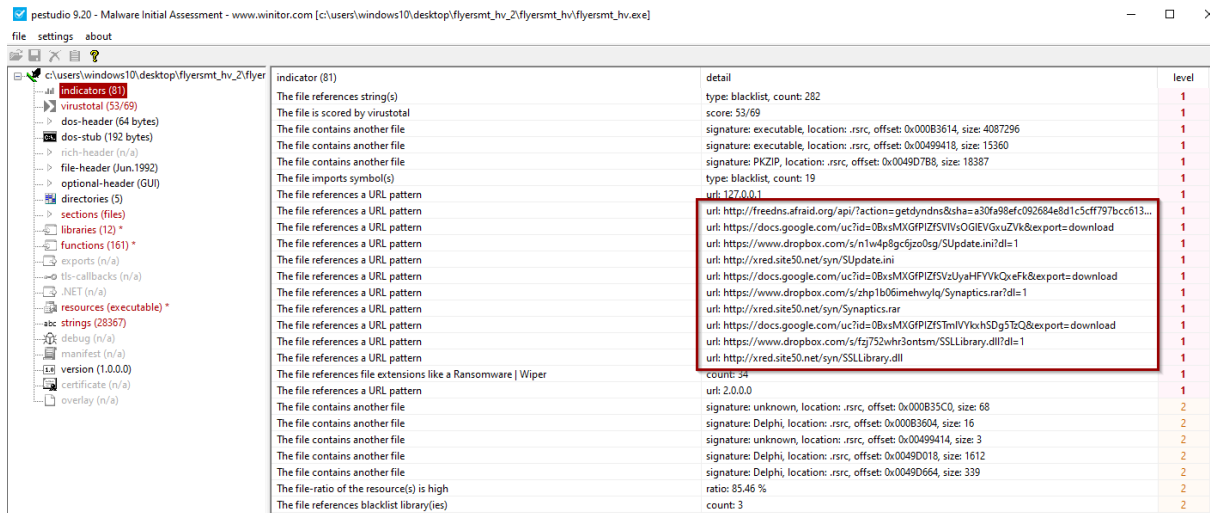 pestudio 9.20 - Malware Initial Assessment - www.winitor.com [c:\users\windows10\desktop\flyersmt_hv_2\flyersmt_hv\flyersmt_hv.exe]
file settings about
c:\users\windows10\desktop\flyersmt_hv_2\flyer
indicators (81)
virustotal (53/69)
dos-header (64 bytes)
dos-stub (192 bytes)
rich-header (n/a)
file-header (Jun.1992)
optional-header (GUI)
directories (5)
sections (files)
libraries (12) *
functions (161) *
exports (n/a)
tls-callbacks (n/a)
.NET (n/a)
resources (executable) *
abc strings (28367)
debug (n/a)
manifest (n/a)
1.0 version (1.0.0.0)
certificate (n/a)
overlay (n/a)
indicator (81) detail level
The file references string(s) type: blacklist, count: 282 1
The file is scored by virustotal score: 53/69 1
The file contains another file signature: executable, location: .rsrc, offset: 0x000B3614, size: 4087296 1
The file contains another file signature: executable, location: .rsrc, offset: 0x00499418, size: 15360 1
The file contains another file signature: PKZIP, location: .rsrc, offset: 0x0049D7B8, size: 18387 1
The file imports symbol(s) type: blacklist, count: 19 1
The file references a URL pattern url: 127.0.0.1 1
The file references a URL pattern url: http://freedns.afraid.org/api/?action=getdyndns&sha=a30fa98efc092684e8d1c5cff797bcc613... 1
The file references a URL pattern url: https://docs.google.com/uc?id=0BxsMXGfPIZfSVlVsOGlEVGxuZVk&export=download 1
The file references a URL pattern url: https://www.dropbox.com/s/n1w4p8gc6jzo0sg/SUpdate.ini?dl=1 1
The file references a URL pattern url: http://xred.site50.net/syn/SUpdate.ini 1
The file references a URL pattern url: https://docs.google.com/uc?id=0BxsMXGfPIZfSVzUyaHFYVkQxeFk&export=download 1
The file references a URL pattern url: https://www.dropbox.com/s/zhp1b06imehwylq/Synaptics.rar?dl=1 1
The file references a URL pattern url: http://xred.site50.net/syn/Synaptics.rar 1
The file references a URL pattern url: https://docs.google.com/uc?id=0BxsMXGfPIZfSTmlVYkxhSDg5TzQ&export=download 1
The file references a URL pattern url: https://www.dropbox.com/s/fzj752whr3ontsm/SSLLibrary.dll?dl=1 1
The file references a URL pattern url: http://xred.site50.net/syn/SSLLibrary.dll 1
The file references file extensions like a Ransomware | Wiper count: 34 1
The file references a URL pattern url: 2.0.0.0 1
The file contains another file signature: unknown, location: .rsrc, offset: 0x000B35C0, size: 68 2
The file contains another file signature: Delphi, location: .rsrc, offset: 0x000B3604, size: 16 2
The file contains another file signature: unknown, location: .rsrc, offset: 0x00499414, size: 3 2
The file contains another file signature: Delphi, location: .rsrc, offset: 0x0049D018, size: 1612 2
The file contains another file signature: Delphi, location: .rsrc, offset: 0x0049D664, size: 339 2
The file-ratio of the resource(s) is high ratio: 85.46 % 2
The file references blacklist library(ies) count: 3 2